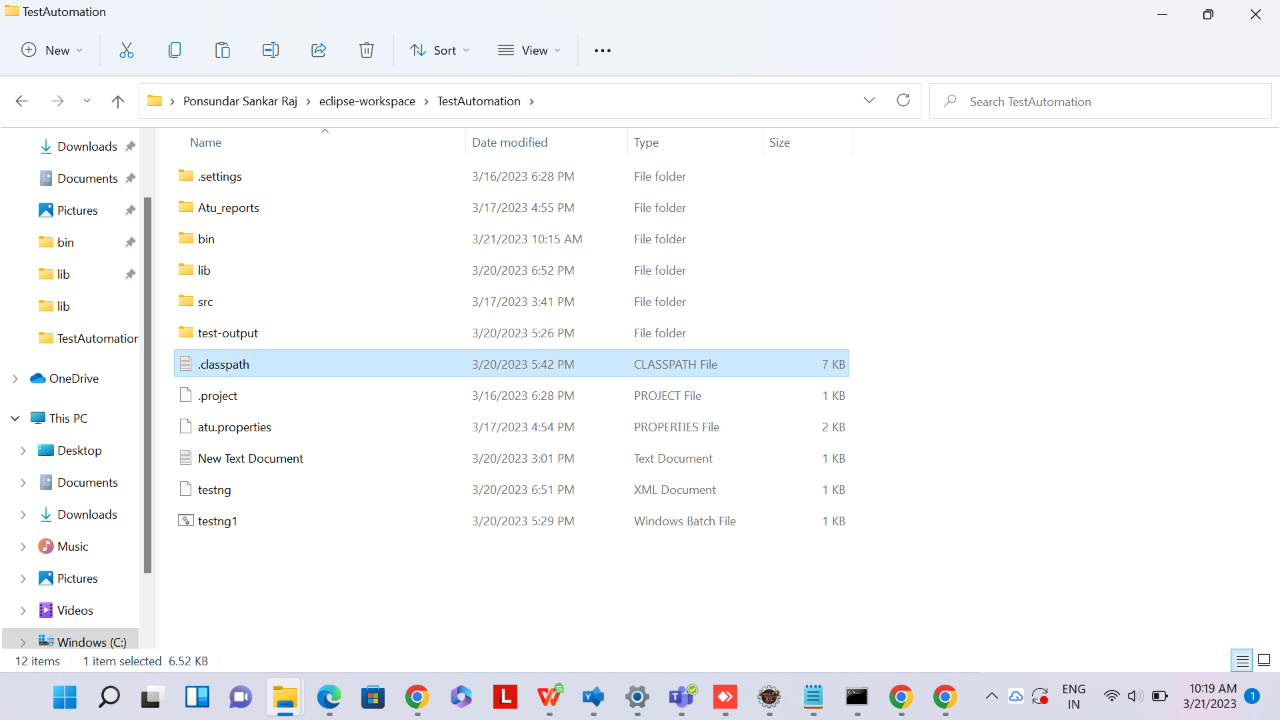 TestAutomation
New
Sort
View
Ponsundar Sankar Raj
eclipse-workspace
TestAutomation
Search TestAutomation
Downloads
Documents
Pictures
bin
lib
lib
TestAutomation
OneDrive
This PC
Desktop
Documents
Downloads
Music
Pictures
Videos
Windows (C:)
Name Date modified Type Size
.settings 3/16/2023 6:28 PM File folder
Atu_reports 3/17/2023 4:55 PM File folder
bin 3/21/2023 10:15 AM File folder
lib 3/20/2023 6:52 PM File folder
src 3/17/2023 3:41 PM File folder
test-output 3/20/2023 5:26 PM File folder
.classpath 3/20/2023 5:42 PM CLASSPATH File 7 KB
.project 3/16/2023 6:28 PM PROJECT File 1 KB
atu.properties 3/17/2023 4:54 PM PROPERTIES File 2 KB
New Text Document 3/20/2023 3:01 PM Text Document 1 KB
testng 3/20/2023 6:51 PM XML Document 1 KB
testng1 3/20/2023 5:29 PM Windows Batch File 1 KB
12 items 1 item selected 6.52 KB
L
ENG
IN
10:19 AM
3/21/2023
1